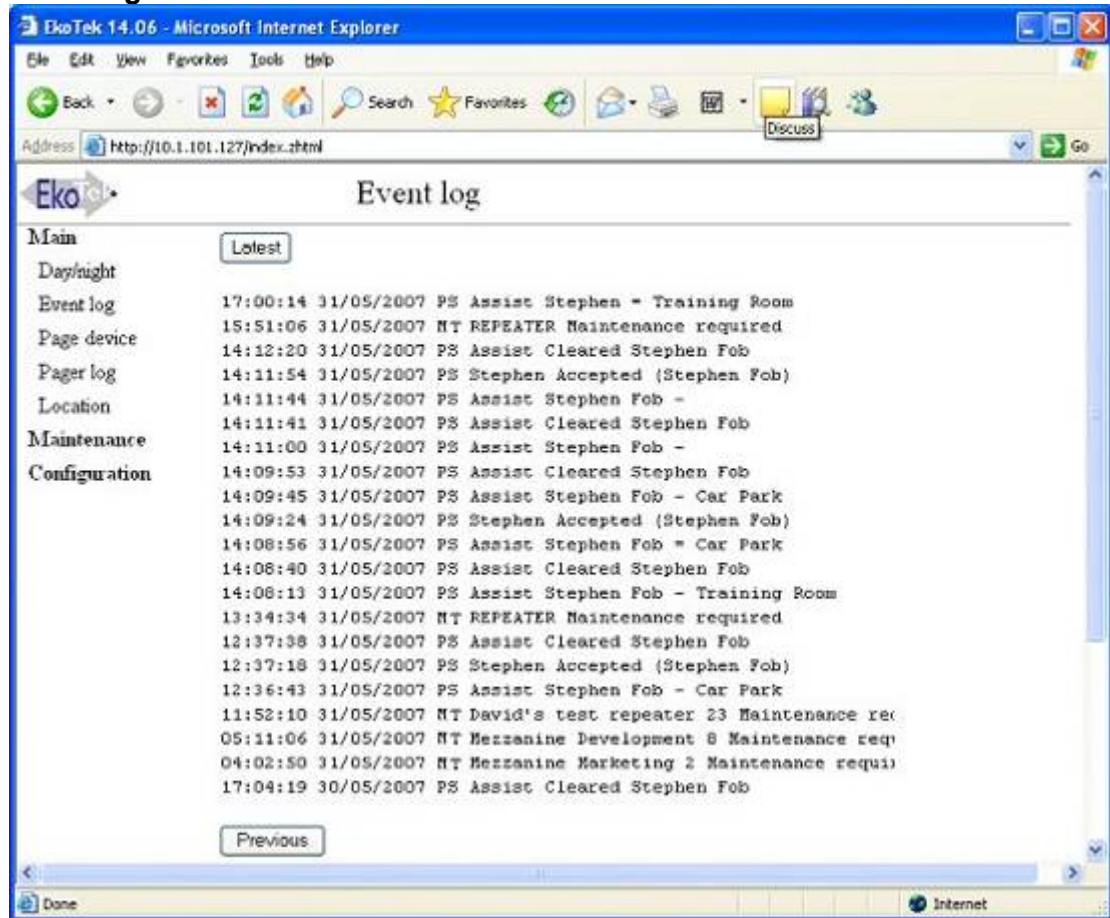 EkoTek 14.06 - Microsoft Internet Explorer
File Edit View Favorites Tools Help
Back Search Favorites
Discuss
Address http://10.1.101.127/index.zhtml Go
EkoTek Event log
Main
Latest
Day/night
Event log
Page device
Pager log
Location
Maintenance
Configuration
17:00:14 31/05/2007 PS Assist Stephen - Training Room
15:51:06 31/05/2007 MT REPEATER Maintenance required
14:12:20 31/05/2007 PS Assist Cleared Stephen Fob
14:11:54 31/05/2007 PS Stephen Accepted (Stephen Fob)
14:11:44 31/05/2007 PS Assist Stephen Fob -
14:11:41 31/05/2007 PS Assist Cleared Stephen Fob
14:11:00 31/05/2007 PS Assist Stephen Fob -
14:09:53 31/05/2007 PS Assist Cleared Stephen Fob
14:09:45 31/05/2007 PS Assist Stephen Fob - Car Park
14:09:24 31/05/2007 PS Stephen Accepted (Stephen Fob)
14:08:56 31/05/2007 PS Assist Stephen Fob - Car Park
14:08:40 31/05/2007 PS Assist Cleared Stephen Fob
14:08:13 31/05/2007 PS Assist Stephen Fob - Training Room
13:34:34 31/05/2007 MT REPEATER Maintenance required
12:37:38 31/05/2007 PS Assist Cleared Stephen Fob
12:37:18 31/05/2007 PS Stephen Accepted (Stephen Fob)
12:36:43 31/05/2007 PS Assist Stephen Fob - Car Park
11:52:10 31/05/2007 MT David's test repeater 23 Maintenance rec
05:11:06 31/05/2007 MT Mezzanine Development 8 Maintenance requ
04:02:50 31/05/2007 MT Mezzanine Marketing 2 Maintenance requi
17:04:19 30/05/2007 PS Assist Cleared Stephen Fob
Previous
Done Internet